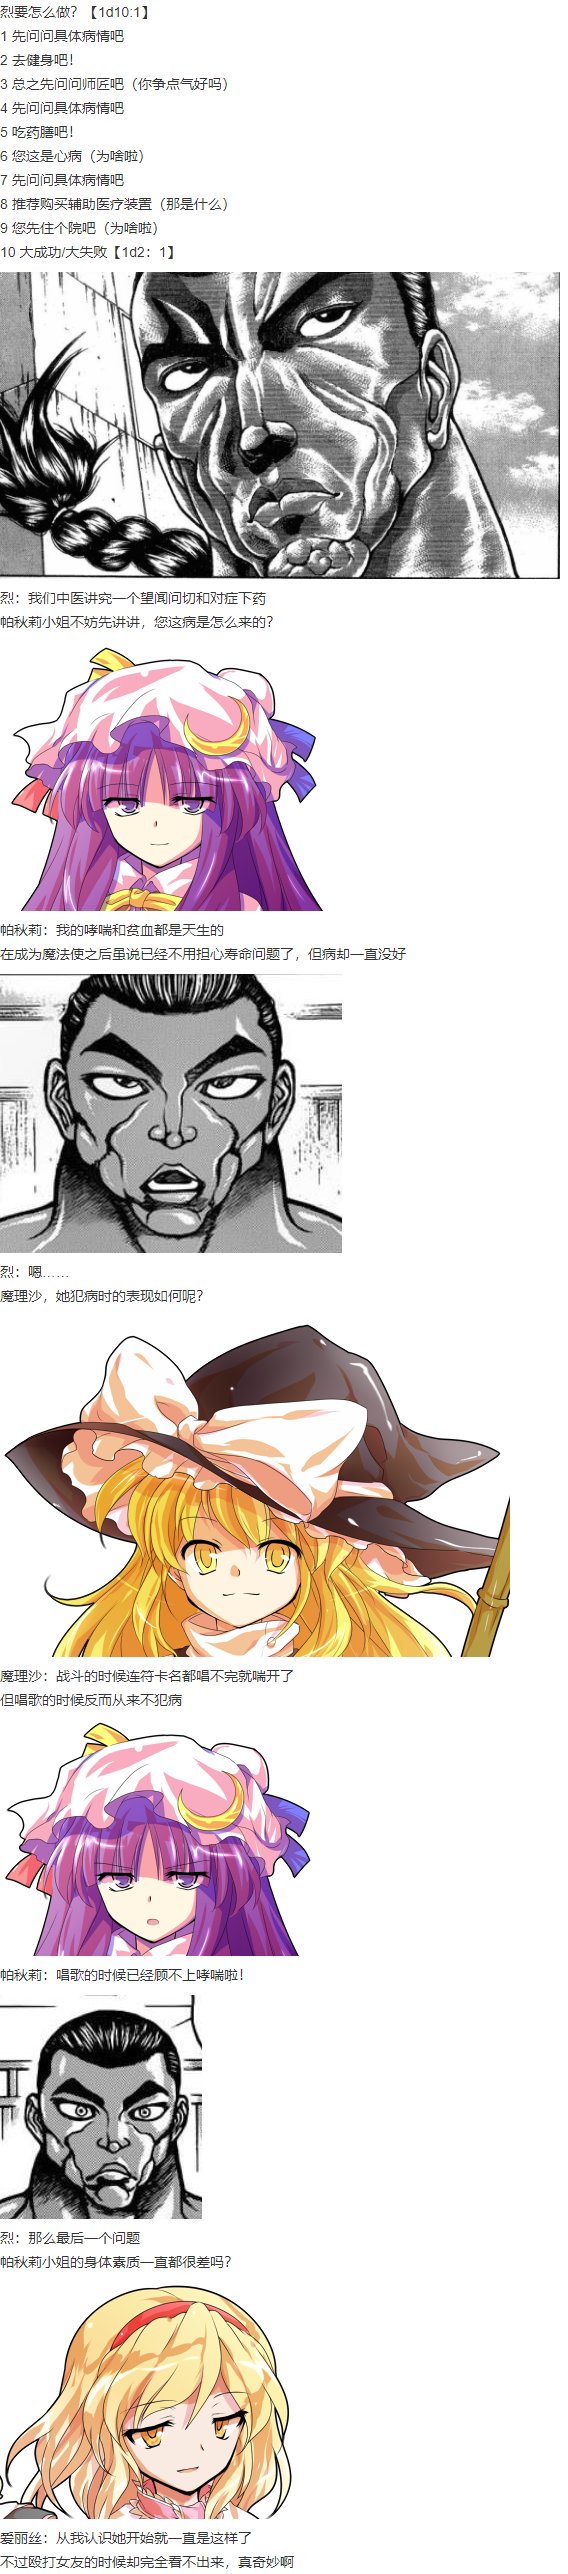 烈要怎么做？【1d10:1】
1 先问问具体病情吧
2 去健身吧！
3 总之先问问师匠吧（你争点气好吗）
4 先问问具体病情吧
5 吃药膳吧！
6 您这是心病（为啥啦）
7 先问问具体病情吧
8 推荐购买辅助医疗装置（那是什么）
9 您先住个院吧（为啥啦）
10 大成功/大失败【1d2：1】
烈：我们中医讲究一个望闻问切和对症下药
帕秋莉小姐不妨先讲讲，您这病是怎么来的？
帕秋莉：我的哮喘和贫血都是天生的
在成为魔法使之后虽说已经不用担心寿命问题了，但病却一直没好
烈：嗯……
魔理沙，她犯病时的表现如何呢？
魔理沙：战斗的时候连符卡名都唱不完就喘开了
但唱歌的时候反而从来不犯病
帕秋莉：唱歌的时候已经顾不上哮喘啦！
烈：那么最后一个问题
帕秋莉小姐的身体素质一直都很差吗？
爱丽丝：从我认识她开始就一直是这样了
不过殴打女友的时候却完全看不出来，真奇妙啊